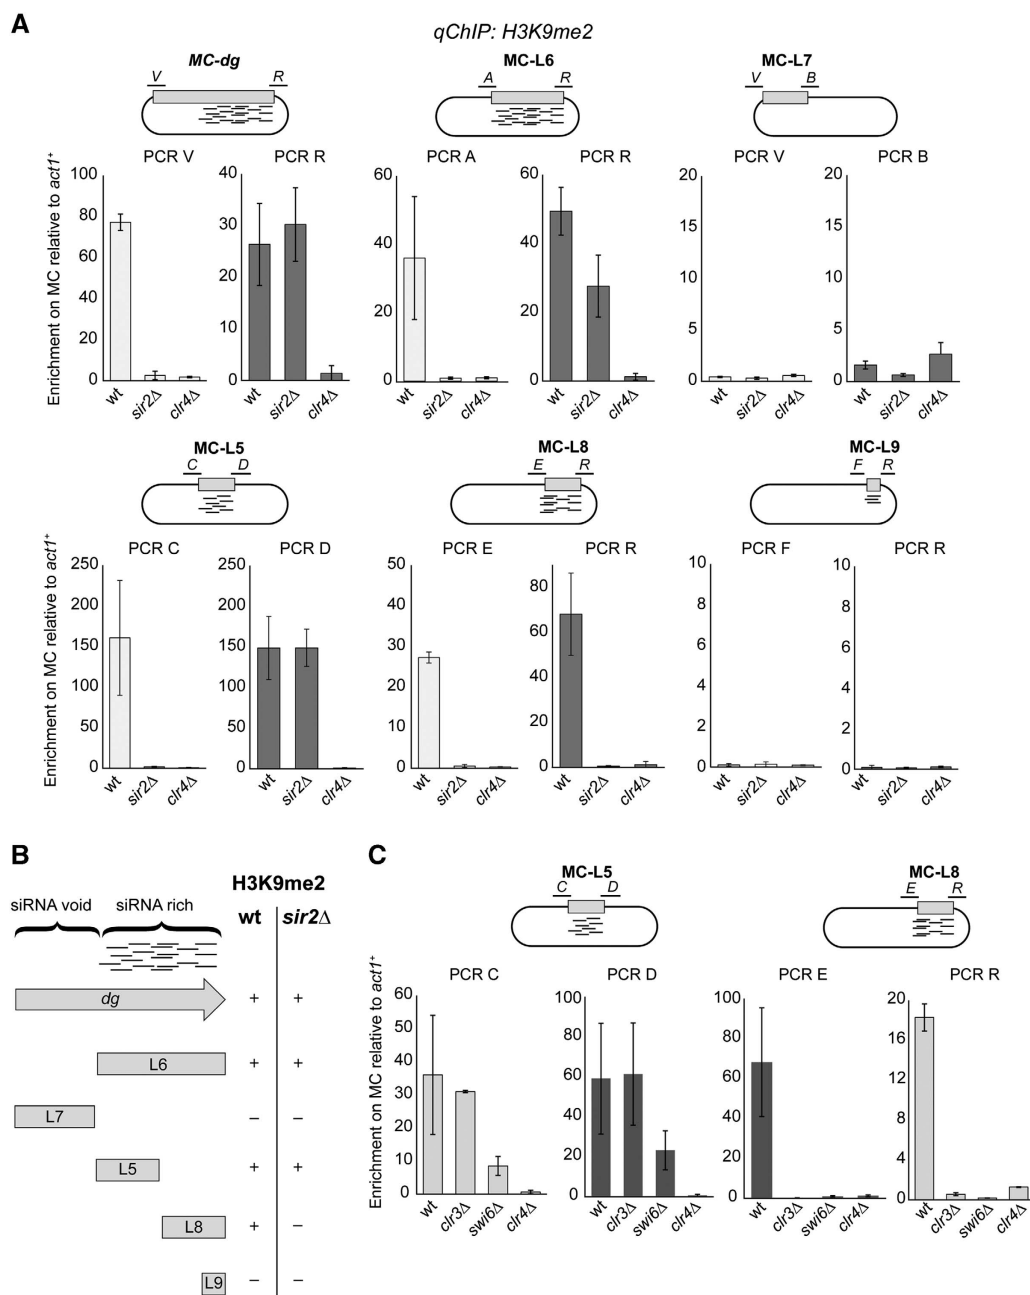 A
qChIP: H3K9me2
MC-dg
MC-L6
MC-L7
V R
A R
V B
PCR V PCR R PCR A PCR R PCR V PCR B
Enrichment on MC relative to act1+
100 80 60 40 20 0
40 30 20 10 0
60 40 20 0
60 40 20 0
20 15 10 5 0
20 15 10 5 0
wt sir2Δ clr4Δ
wt sir2Δ clr4Δ
wt sir2Δ clr4Δ
wt sir2Δ clr4Δ
wt sir2Δ clr4Δ
wt sir2Δ clr4Δ
MC-L5
MC-L8
MC-L9
C D
E R
F R
PCR C PCR D PCR E PCR R PCR F PCR R
Enrichment on MC relative to act1+
250 200 150 100 50 0
250 200 150 100 50 0
50 40 30 20 10 0
80 60 40 20 0
10 8 6 4 2 0
10 8 6 4 2 0
wt sir2Δ clr4Δ
wt sir2Δ clr4Δ
wt sir2Δ clr4Δ
wt sir2Δ clr4Δ
wt sir2Δ clr4Δ
wt sir2Δ clr4Δ
B
H3K9me2
siRNA void siRNA rich wt sir2Δ
dg + +
L6 + +
L7 − −
L5 + +
L8 + −
L9 − −
C
MC-L5
MC-L8
C D
E R
PCR C PCR D PCR E PCR R
Enrichment on MC relative to act1+
60 50 40 30 20 10 0
100 80 60 40 20 0
100 80 60 40 20 0
20 16 12 8 4 0
wt clr3Δ swi6Δ clr4Δ
wt clr3Δ swi6Δ clr4Δ
wt clr3Δ swi6Δ clr4Δ
wt clr3Δ swi6Δ clr4Δ